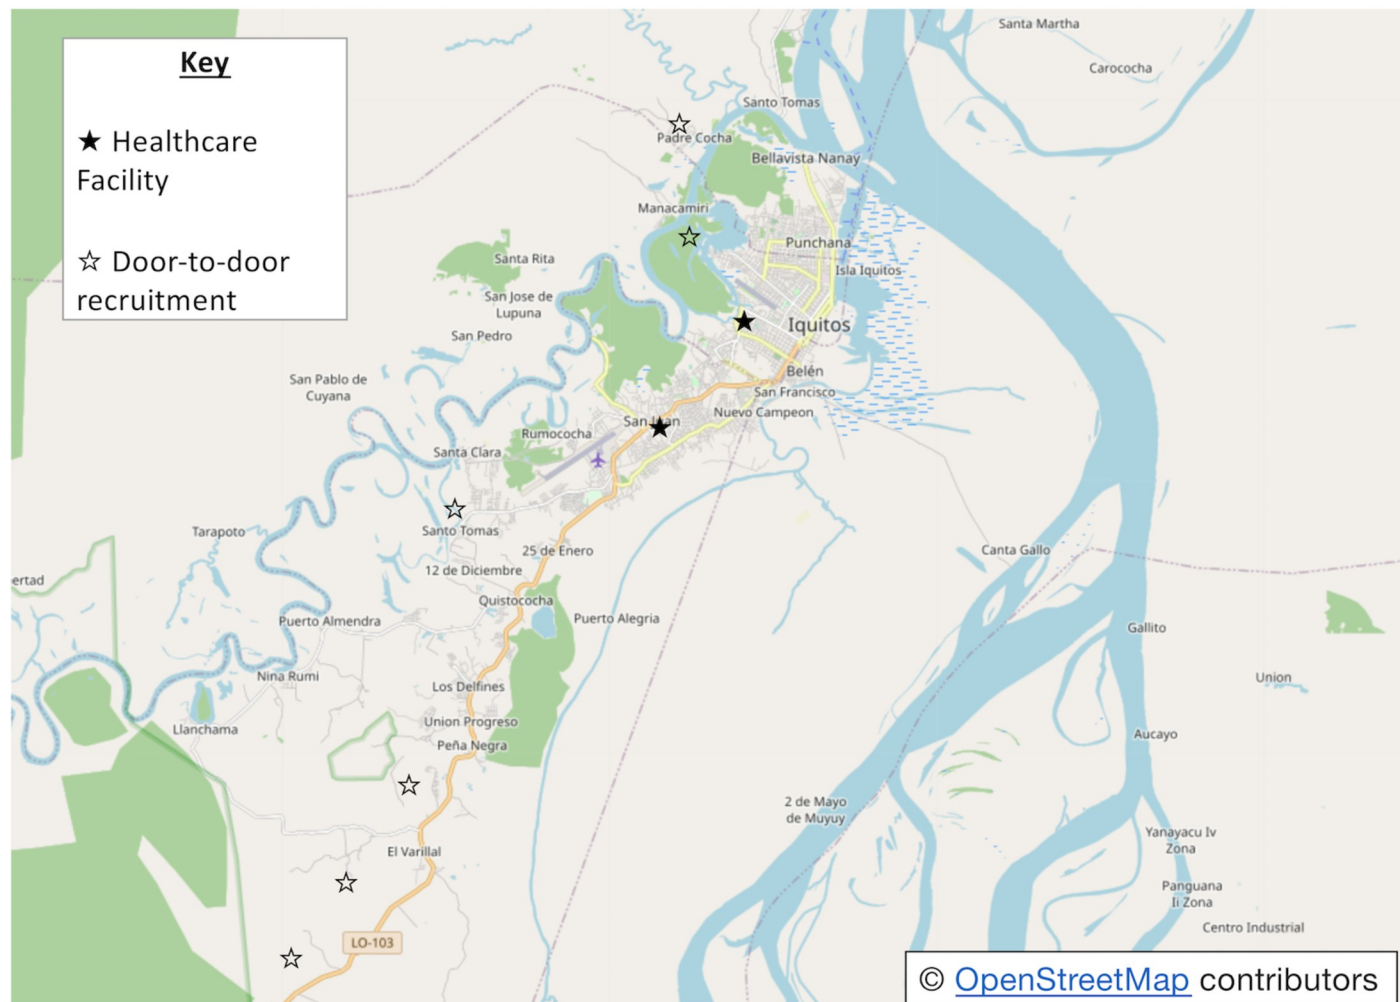 Key
★ Healthcare
Facility
☆ Door-to-door
recruitment
Santa Martha
Carococha
Santo Tomas
Padre Cocha
Bellavista Nanay
Manacamiri
Punchana
Santa Rita
Isla Iquitos
San Jose de
Lupuna
San Pedro
Iquitos
San Pablo de
Cuyana
Belén
San Francisco
Nuevo Campeon
San Juan
Rumococha
Santa Clara
Santo Tomas
Tarapoto
25 de Enero
Canta Gallo
12 de Diciembre
ertad
Quistococha
Puerto Almendra
Puerto Alegria
Gallito
Nina Rumi
Union
Los Delfines
Union Progreso
Llanchama
Peña Negra
Aucayo
2 de Mayo
de Muyuy
Yanayacu Iv
Zona
El Varillal
Panguana
Ii Zona
Centro Industrial
LO-103
© OpenStreetMap contributors